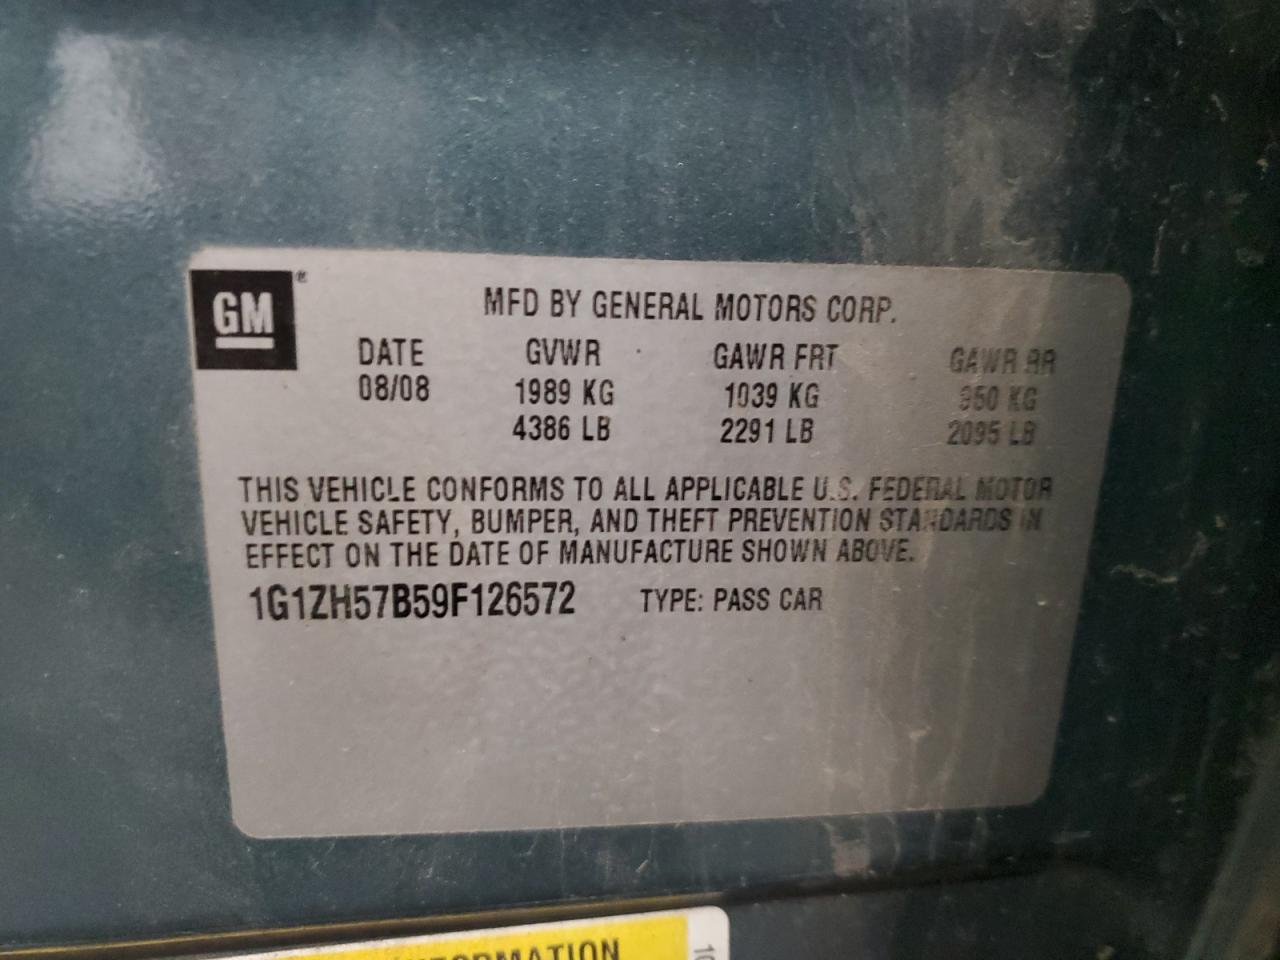 GM®
MFD BY GENERAL MOTORS CORP.
DATE GVWR GAWR FRT GAWR RR
08/08 1989 KG 1039 KG 950 KG
4386 LB 2291 LB 2095 LB
THIS VEHICLE CONFORMS TO ALL APPLICABLE U.S. FEDERAL MOTOR
VEHICLE SAFETY, BUMPER, AND THEFT PREVENTION STANDARDS IN
EFFECT ON THE DATE OF MANUFACTURE SHOWN ABOVE.
1G1ZH57B59F126572 TYPE: PASS CAR